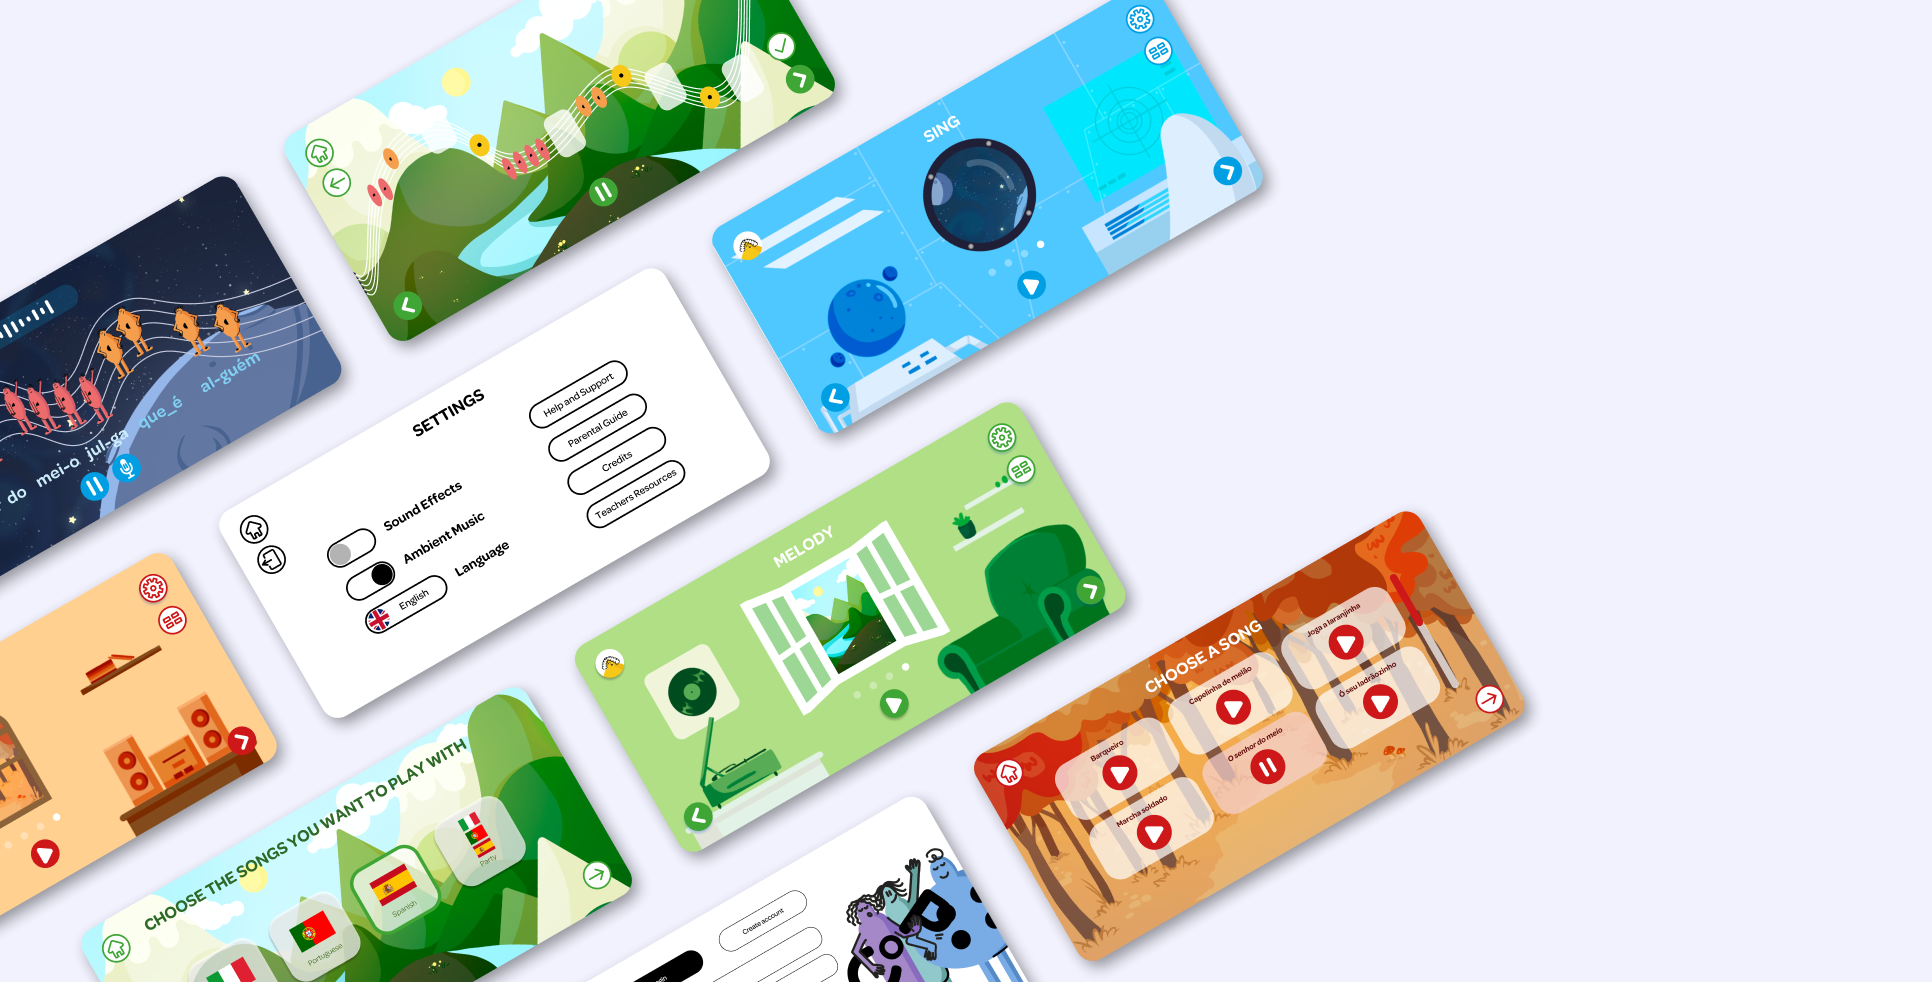 SING
al-guém
que_é
jul-ga
mei-o
do
SETTINGS
Help and Support
Parental Guide
Credits
Teachers Resources
Sound Effects
Ambient Music
Language
English
MELODY
CHOOSE A SONG
Joga a laranjinha
Capelinha de melão
Ó seu ladrãozinho
Barqueiro
O senhor do meio
Marcha soldado
CHOOSE THE SONGS YOU WANT TO PLAY WITH
Party
Spanish
Portuguese
Create account